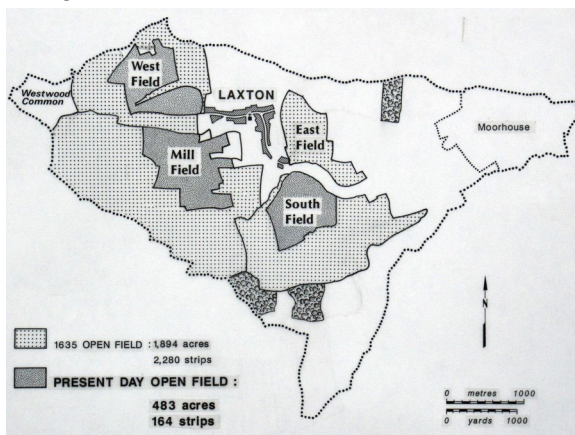 West
Field
Westwood
Common
LAXTON
East
Field
Moorhouse
Mill
Field
South
Field
N
1635 OPEN FIELD : 1,894 acres
2,280 strips
PRESENT DAY OPEN FIELD :
483 acres
164 strips
0 metres 1000
0 yards 1000